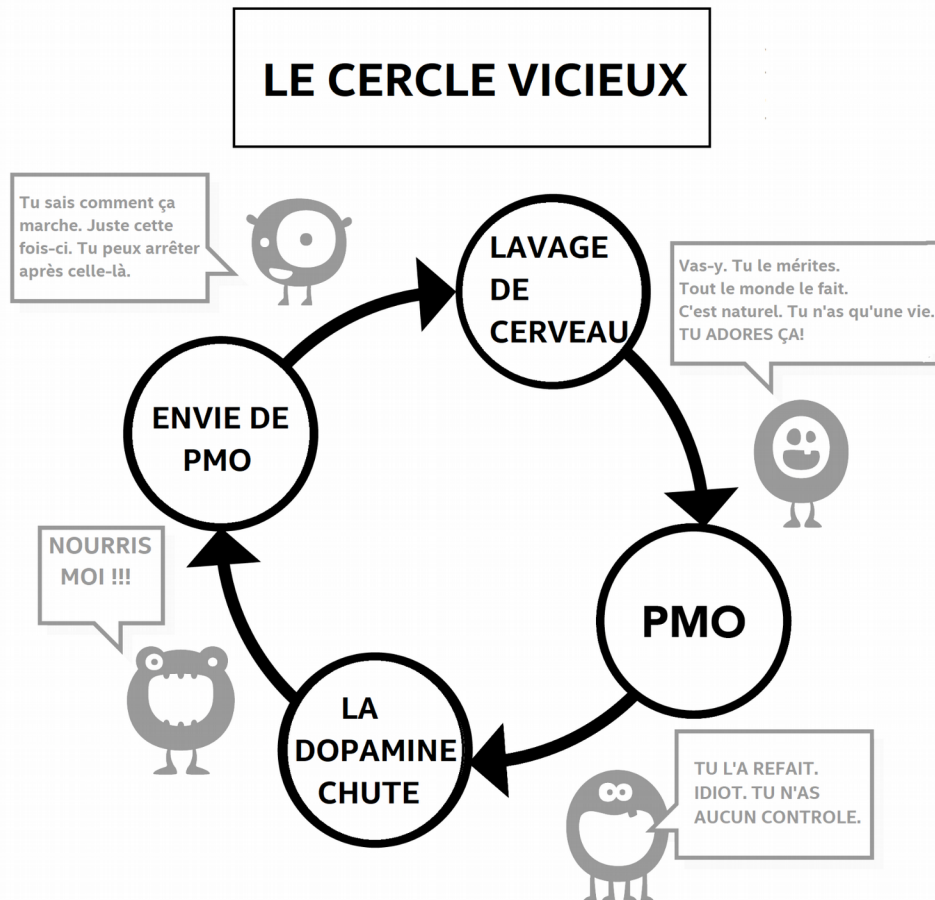 LE CERCLE VICIEUX
Tu sais comment ça
marche. Juste cette
fois-ci. Tu peux arrêter
après celle-là.
LAVAGE
DE
CERVEAU
Vas-y. Tu le mérites.
Tout le monde le fait.
C'est naturel. Tu n'as qu'une vie.
TU ADORES ÇA!
ENVIE DE
PMO
NOURRIS
MOI !!!
PMO
LA
DOPAMINE
CHUTE
TU L'A REFAIT.
IDIOT. TU N'AS
AUCUN CONTROLE.